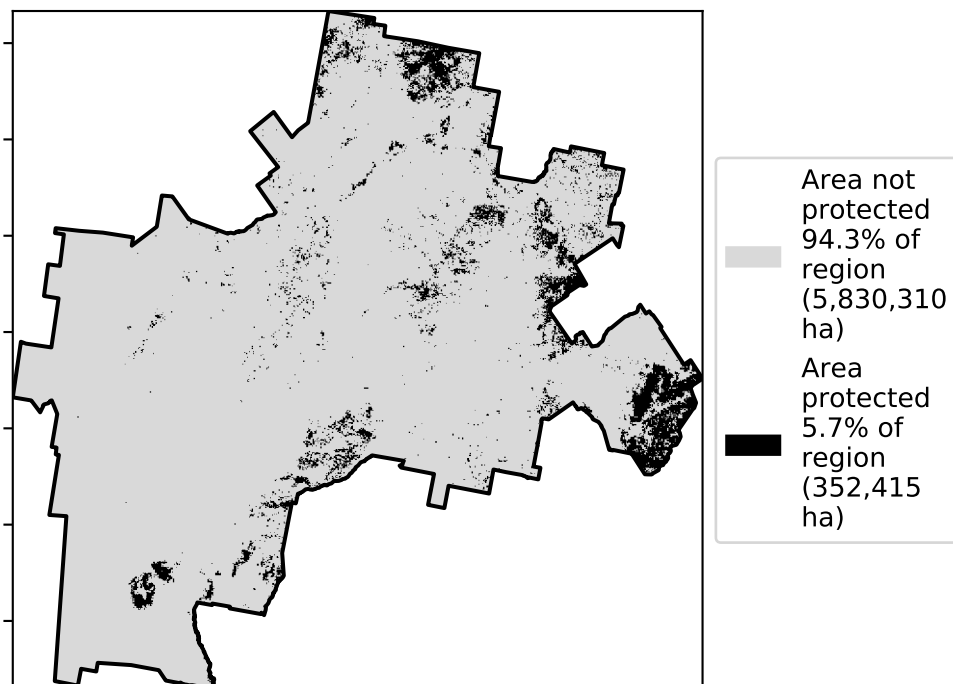 Area not
protected
94.3% of
region
(5,830,310
ha)
Area
protected
5.7% of
region
(352,415
ha)